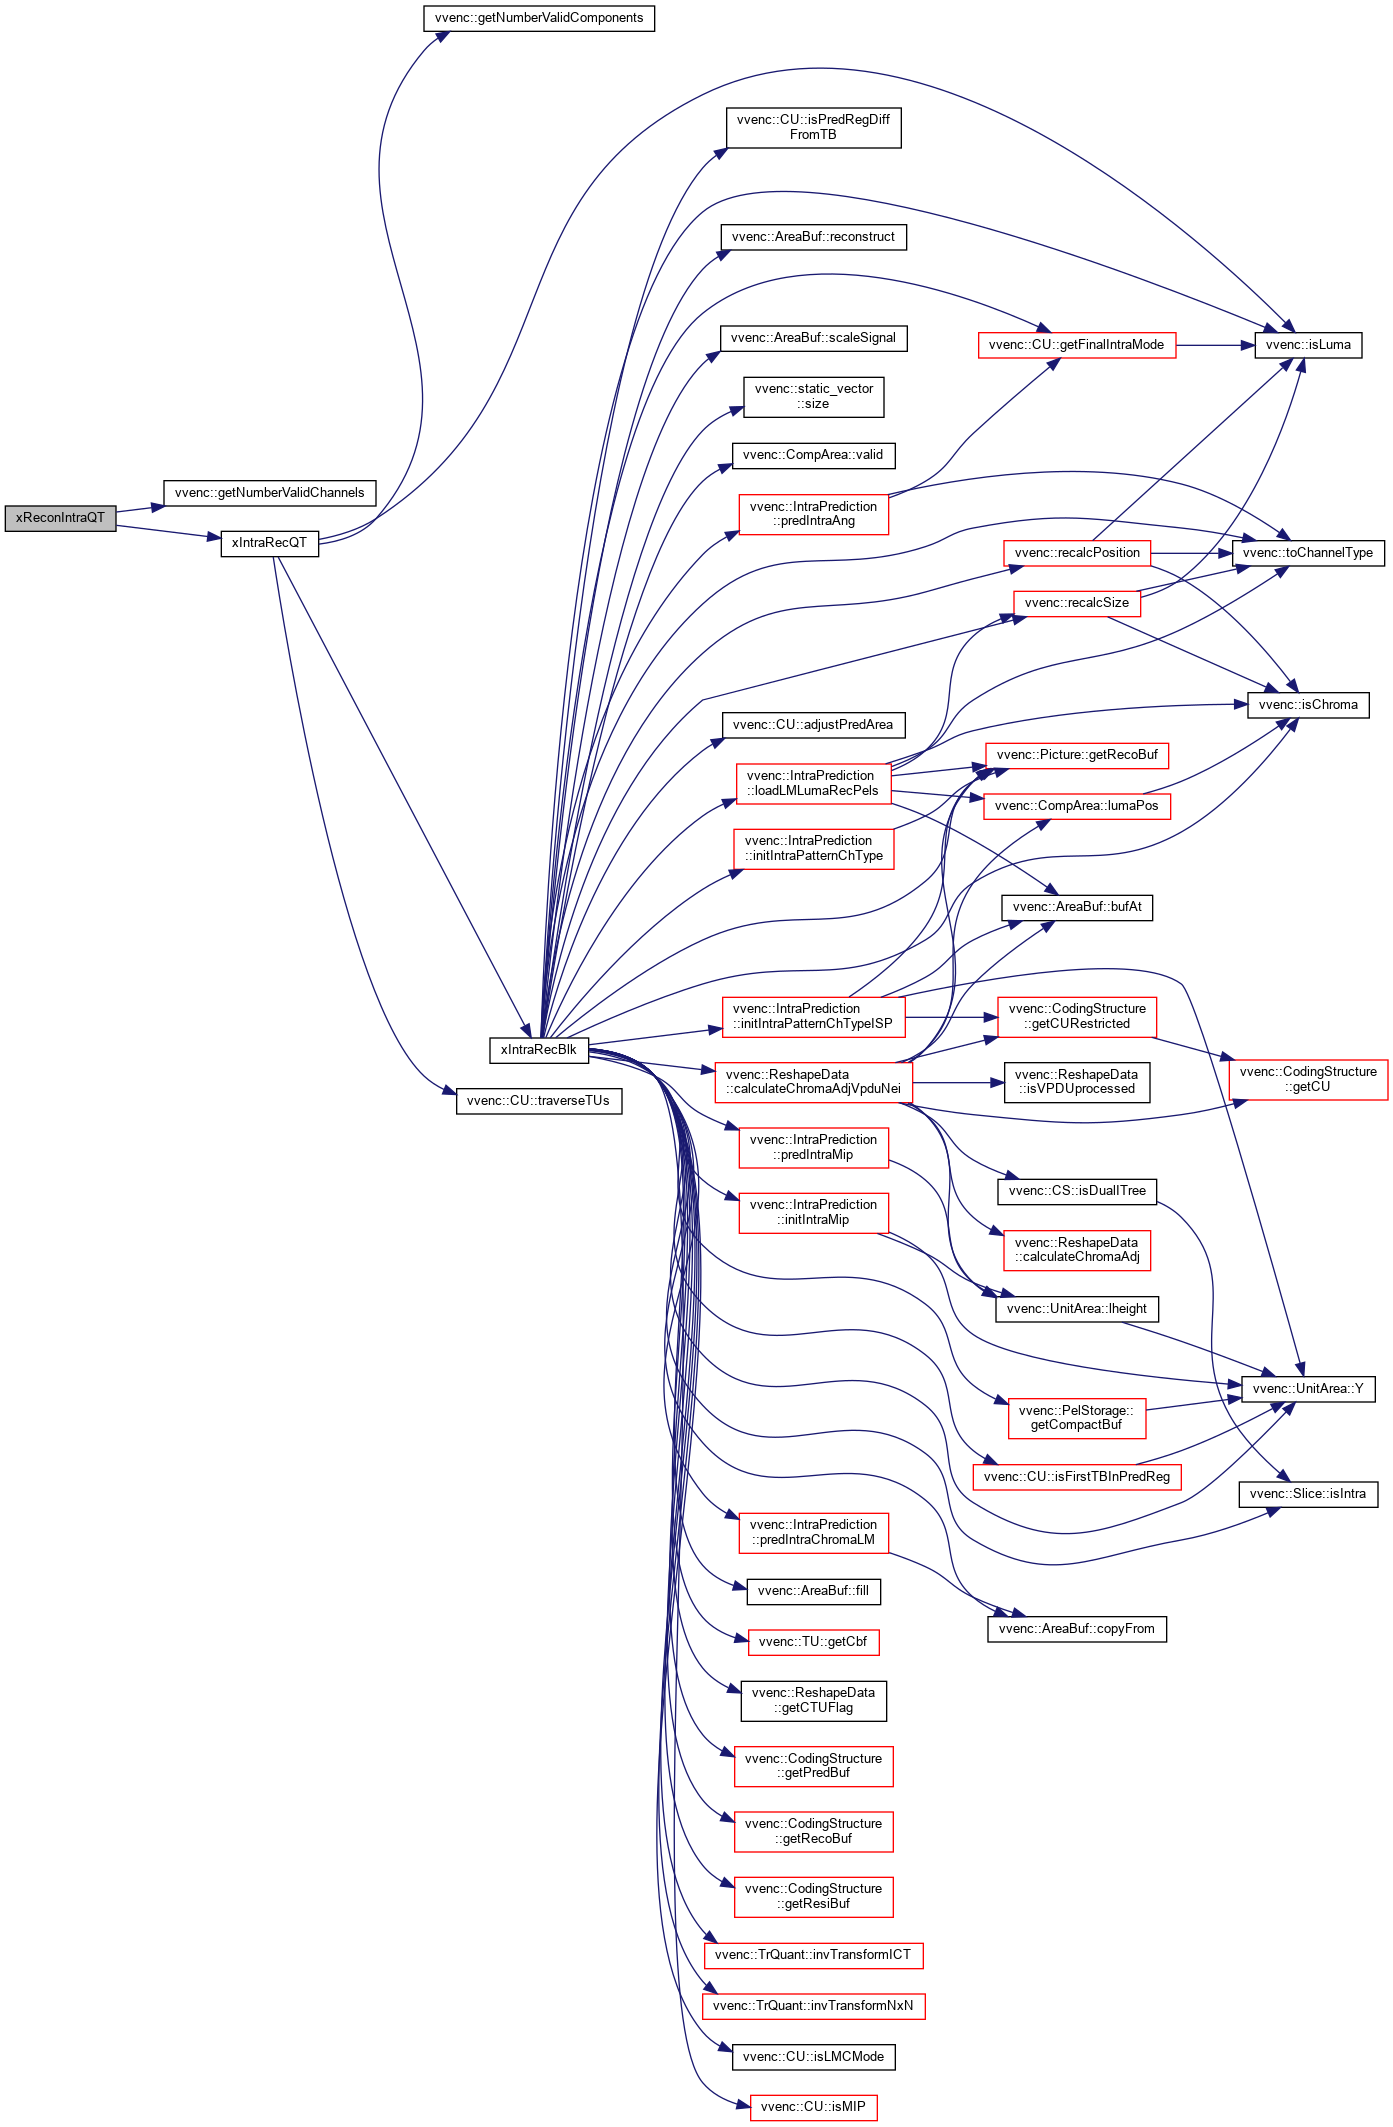 vvenc::getNumberValidComponents
vvenc::CU::isPredRegDiff
FromTB
vvenc::AreaBuf::reconstruct
vvenc::AreaBuf::scaleSignal
vvenc::CU::getFinalIntraMode
vvenc::isLuma
vvenc::static_vector
::size
vvenc::CompArea::valid
vvenc::getNumberValidChannels
xReconIntraQT
xIntraRecQT
vvenc::IntraPrediction
::predIntraAng
vvenc::recalcPosition
vvenc::toChannelType
vvenc::recalcSize
vvenc::isChroma
vvenc::CU::adjustPredArea
vvenc::Picture::getRecoBuf
vvenc::IntraPrediction
::loadLMLumaRecPels
vvenc::CompArea::lumaPos
vvenc::IntraPrediction
::initIntraPatternChType
vvenc::AreaBuf::bufAt
vvenc::IntraPrediction
::initIntraPatternChTypeISP
vvenc::CodingStructure
::getCURestricted
xIntraRecBlk
vvenc::ReshapeData
::calculateChromaAdjVpduNei
vvenc::ReshapeData
::isVPDUprocessed
vvenc::CodingStructure
::getCU
vvenc::CU::traverseTUs
vvenc::IntraPrediction
::predIntraMip
vvenc::CS::isDualITree
vvenc::IntraPrediction
::initIntraMip
vvenc::ReshapeData
::calculateChromaAdj
vvenc::UnitArea::lheight
vvenc::UnitArea::Y
vvenc::PelStorage::
getCompactBuf
vvenc::CU::isFirstTBInPredReg
vvenc::Slice::isIntra
vvenc::IntraPrediction
::predIntraChromaLM
vvenc::AreaBuf::fill
vvenc::AreaBuf::copyFrom
vvenc::TU::getCbf
vvenc::ReshapeData
::getCTUFlag
vvenc::CodingStructure
::getPredBuf
vvenc::CodingStructure
::getRecoBuf
vvenc::CodingStructure
::getResiBuf
vvenc::TrQuant::invTransformICT
vvenc::TrQuant::invTransformNxN
vvenc::CU::isLMCMode
vvenc::CU::isMIP